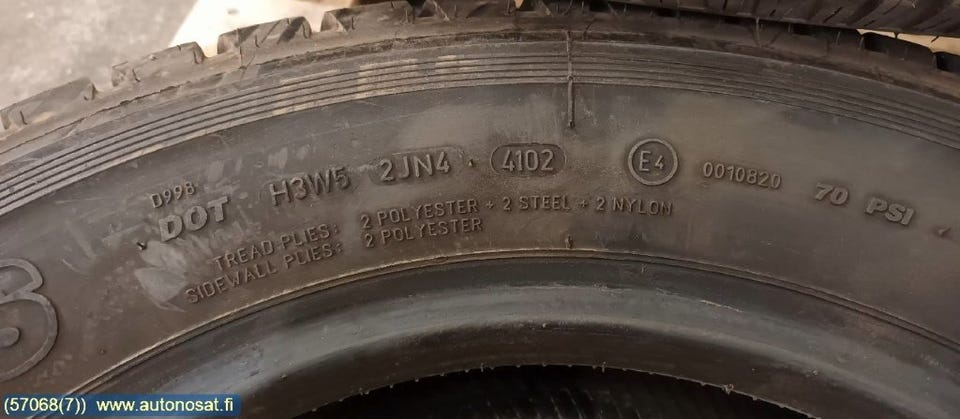 D998
DOT H3W5 2JN4 4102 E4 0010820 70 PSI
TREAD PLIES: 2 POLYESTER + 2 STEEL + 2 NYLON
SIDEWALL PLIES: 2 POLYESTER
(57068(7)) www.autonosat.fi